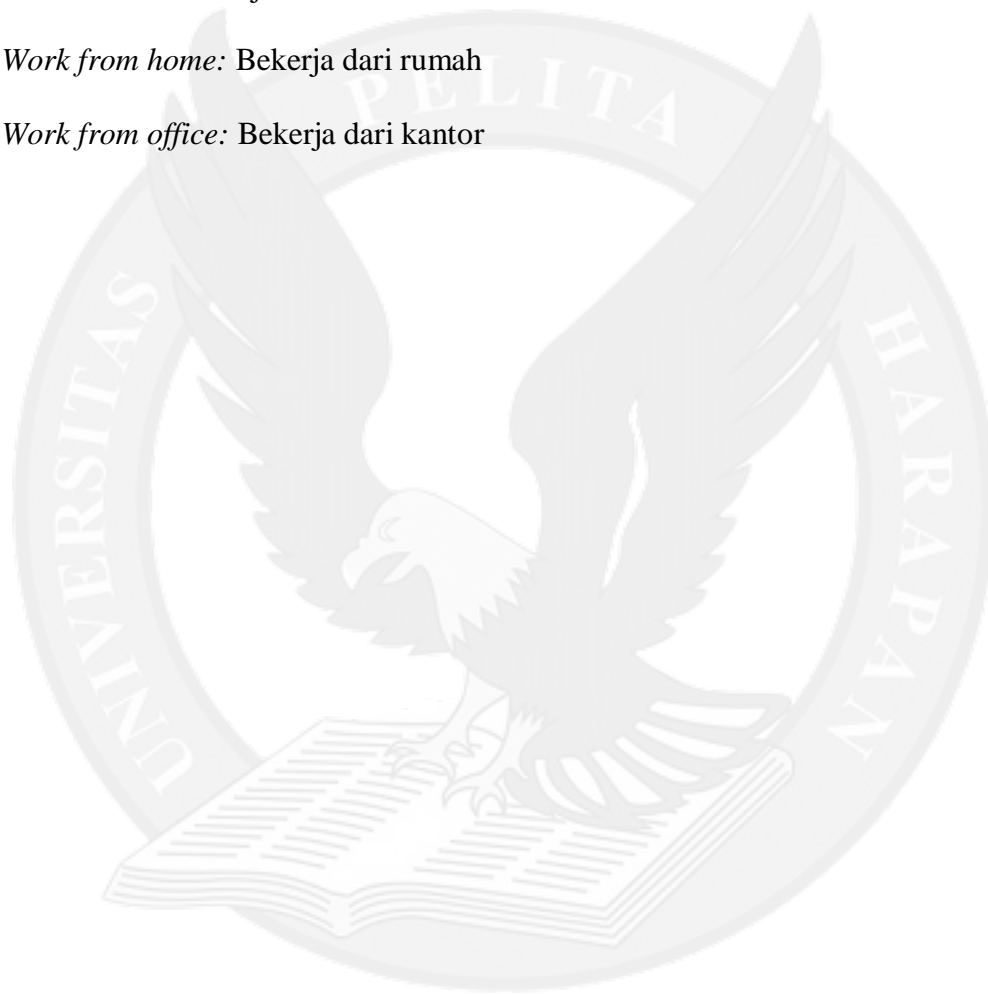 Work from home: Bekerja dari rumah
Work from office: Bekerja dari kantor
UNIVERSITAS PELITA HARAPAN